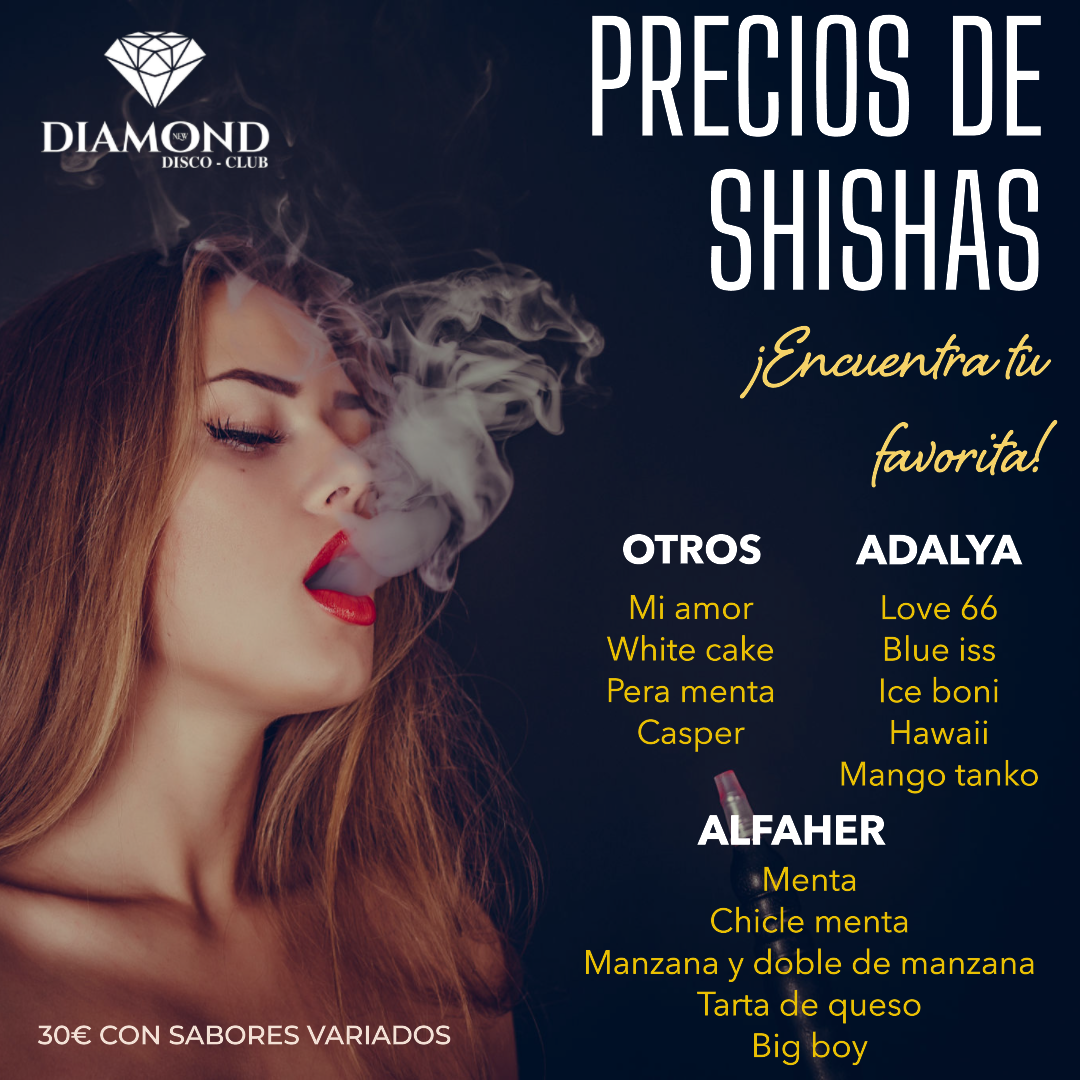 DIAMOND
NEW
DISCO - CLUB
PRECIOS DE
SHISHAS
¡Encuentra tu
favorita!
OTROS
Mi amor
White cake
Pera menta
Casper
ADALYA
Love 66
Blue iss
Ice boni
Hawaii
Mango tanko
ALFAHER
Menta
Chicle menta
Manzana y doble de manzana
Tarta de queso
Big boy
30€ CON SABORES VARIADOS